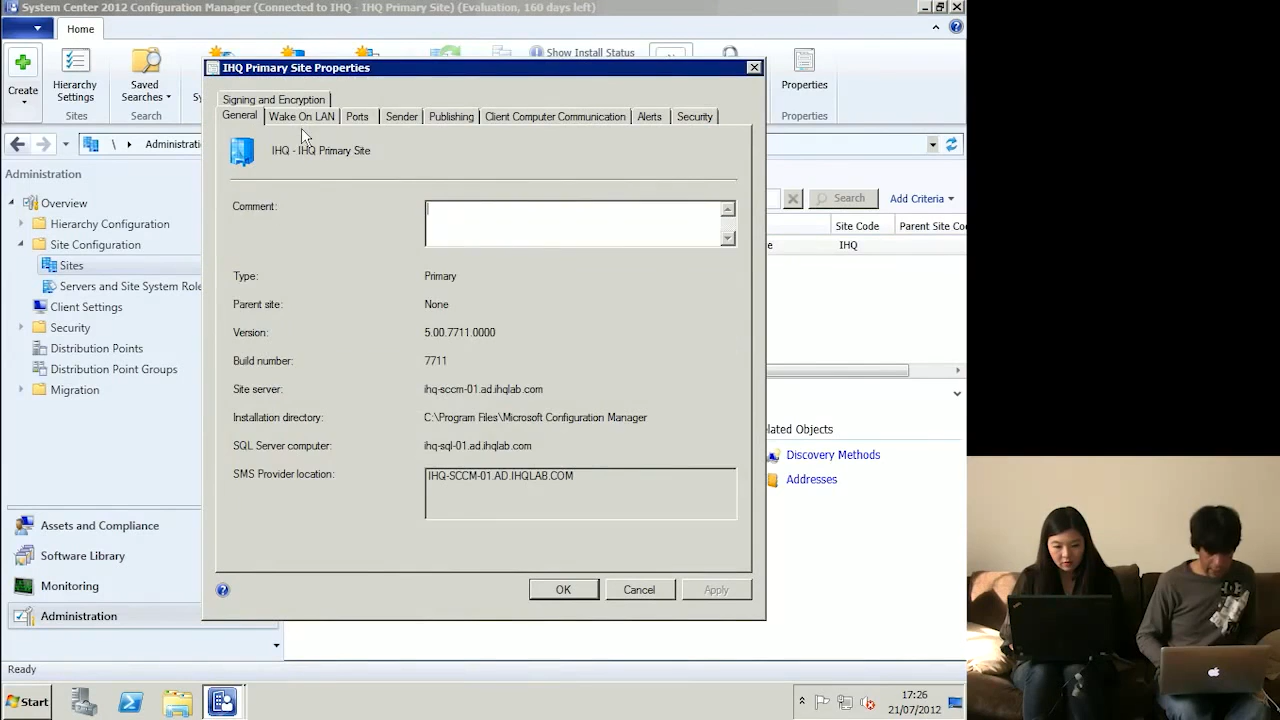 System Center 2012 Configuration Manager (Connected to IHQ - IHQ Primary Site) (Evaluation, 160 days left)
Home
Create
Hierarchy Settings
Sites
Saved Searches
Search
Show Install Status
Properties
Properties
\ Administrati
Administration
Overview
Hierarchy Configuration
Site Configuration
Sites
Servers and Site System Role
Client Settings
Security
Distribution Points
Distribution Point Groups
Migration
Assets and Compliance
Software Library
Monitoring
Administration
Ready
IHQ Primary Site Properties
Signing and Encryption
General Wake On LAN Ports Sender Publishing Client Computer Communication Alerts Security
IHQ - IHQ Primary Site
Comment:
Type: Primary
Parent site: None
Version: 5.00.7711.0000
Build number: 7711
Site server: ihq-sccm-01.ad.ihqlab.com
Installation directory: C:\Program Files\Microsoft Configuration Manager
SQL Server computer: ihq-sql-01.ad.ihqlab.com
SMS Provider location: IHQ-SCCM-01.AD.IHQLAB.COM
OK Cancel Apply
Search Add Criteria
Site Code Parent Site Co
IHQ
lated Objects
Discovery Methods
Addresses
Start
17:26
21/07/2012